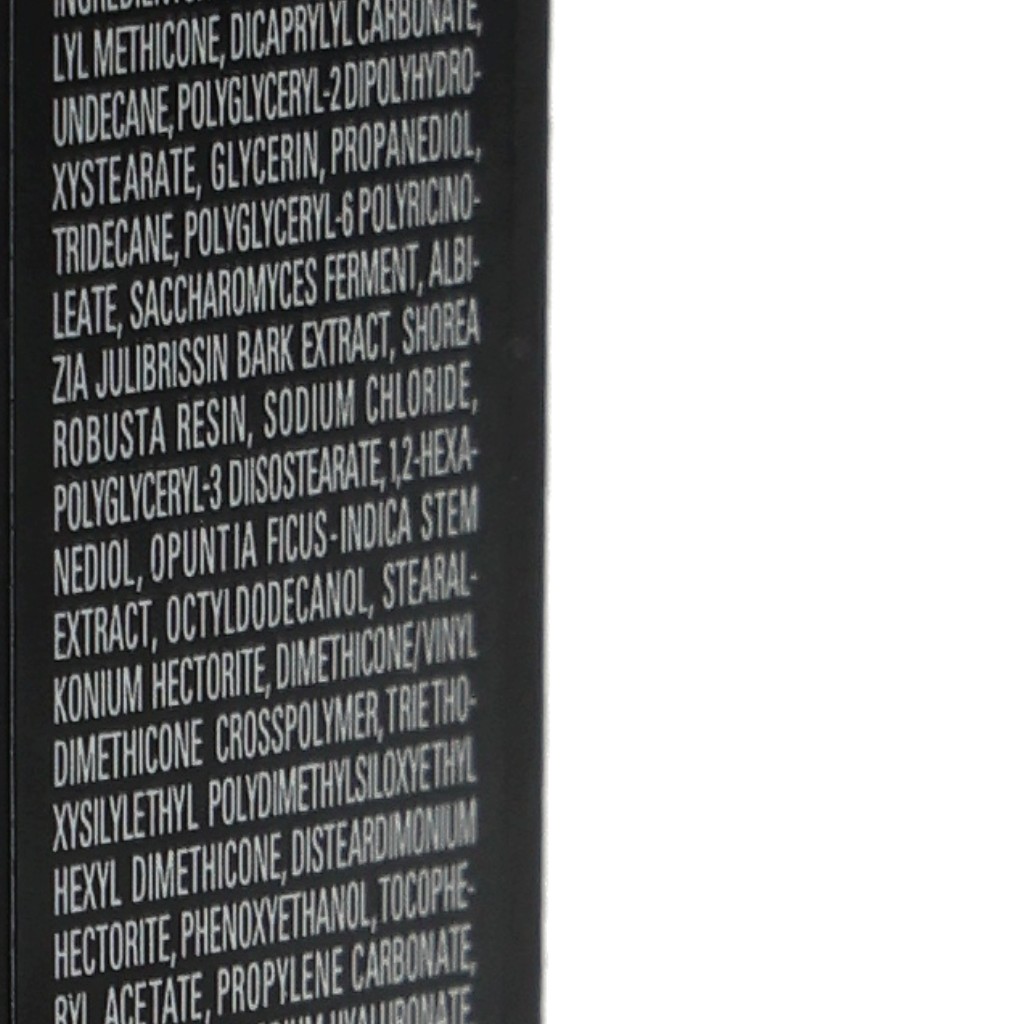 LYL METHICONE, DICAPRYLYL CARBONATE,
UNDECANE, POLYGLYCERYL-2 DIPOLYHYDRO-
XYSTEARATE, GLYCERIN, PROPANEDIOL,
TRIDECANE, POLYGLYCERYL-6 POLYRICINO-
LEATE, SACCHAROMYCES FERMENT, ALBI-
ZIA JULIBRISSIN BARK EXTRACT, SHOREA
ROBUSTA RESIN, SODIUM CHLORIDE,
POLYGLYCERYL-3 DIISOSTEARATE, 1,2-HEXA-
NEDIOL, OPUNTIA FICUS-INDICA STEM
EXTRACT, OCTYLDODECANOL, STEARAL-
KONIUM HECTORITE, DIMETHICONE/VINYL
DIMETHICONE CROSSPOLYMER, TRIETHO-
XYSILYLETHYL POLYDIMETHYLSILOXYETHYL
HEXYL DIMETHICONE, DISTEARDIMONIUM
HECTORITE, PHENOXYETHANOL, TOCOPHE-
RYL ACETATE, PROPYLENE CARBONATE,
HYALURONATE